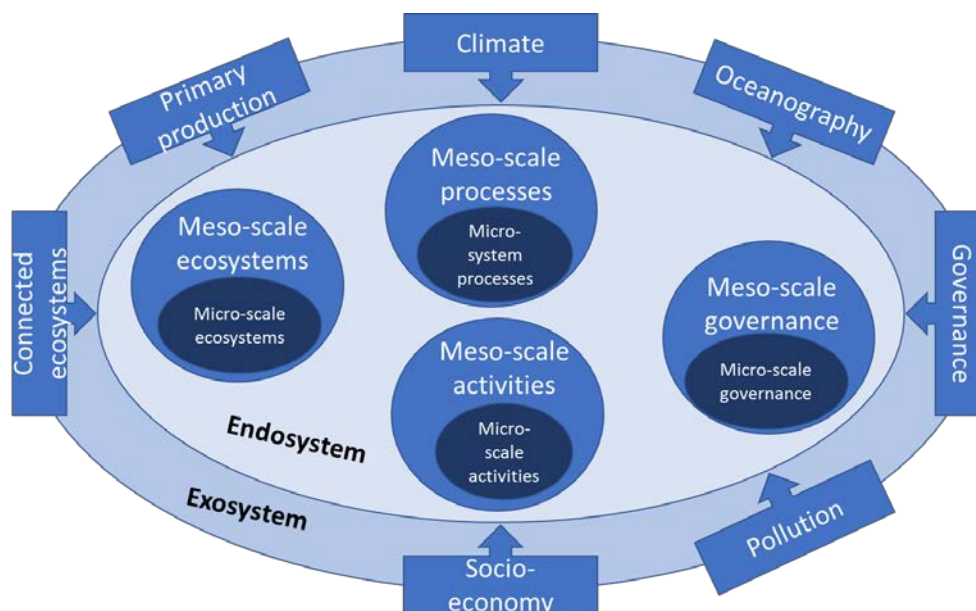 Climate
Primary
production
Oceanography
Connected
ecosystems
Meso-scale
processes
Micro-
system
processes
Meso-scale
ecosystems
Micro-scale
ecosystems
Meso-scale
governance
Micro-scale
governance
Governance
Meso-scale
activities
Micro-
scale
activities
Endosystem
Exosystem
Pollution
Socio-
economy